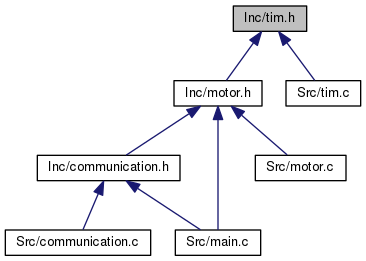 Inc/tim.h
Inc/motor.h
Src/tim.c
Inc/communication.h
Src/motor.c
Src/communication.c
Src/main.c